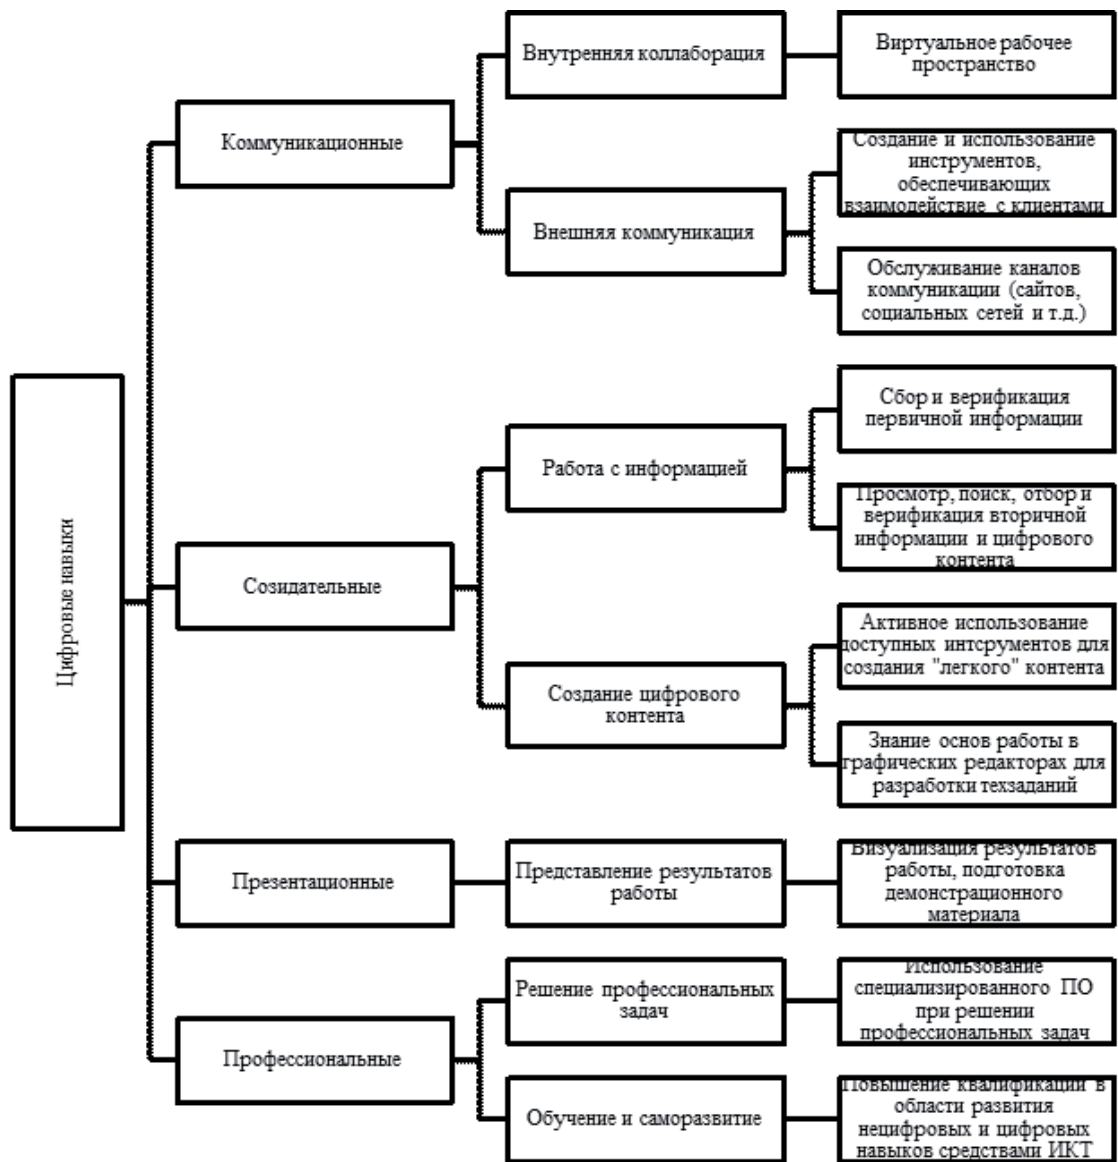 Цифровые навыки
Коммуникационные
Внутренняя коллаборация
Виртуальное рабочее
пространство
Внешняя коммуникация
Создание и использование
инструментов,
обеспечивающих
взаимодействие с клиентами
Обслуживание каналов
коммуникации (сайтов,
социальных сетей и т.д.)
Созидательные
Работа с информацией
Сбор и верификация
первичной информации
Просмотр, поиск, отбор и
верификация вторичной
информации и цифрового
контента
Создание цифрового
контента
Активное использование
доступных интсрументов для
создания "легкого" контента
Знание основ работы в
графических редакторах для
разработки техзаданий
Презентационные
Представление результатов
работы
Визуализация результатов
работы, подготовка
демонстрационного
материала
Профессиональные
Решение профессиональных
задач
Использование
специализированного ПО
при решении
профессиональных задач
Обучение и саморазвитие
Повышение квалификации в
области развития
нецифровых и цифровых
навыков средствами ИКТ